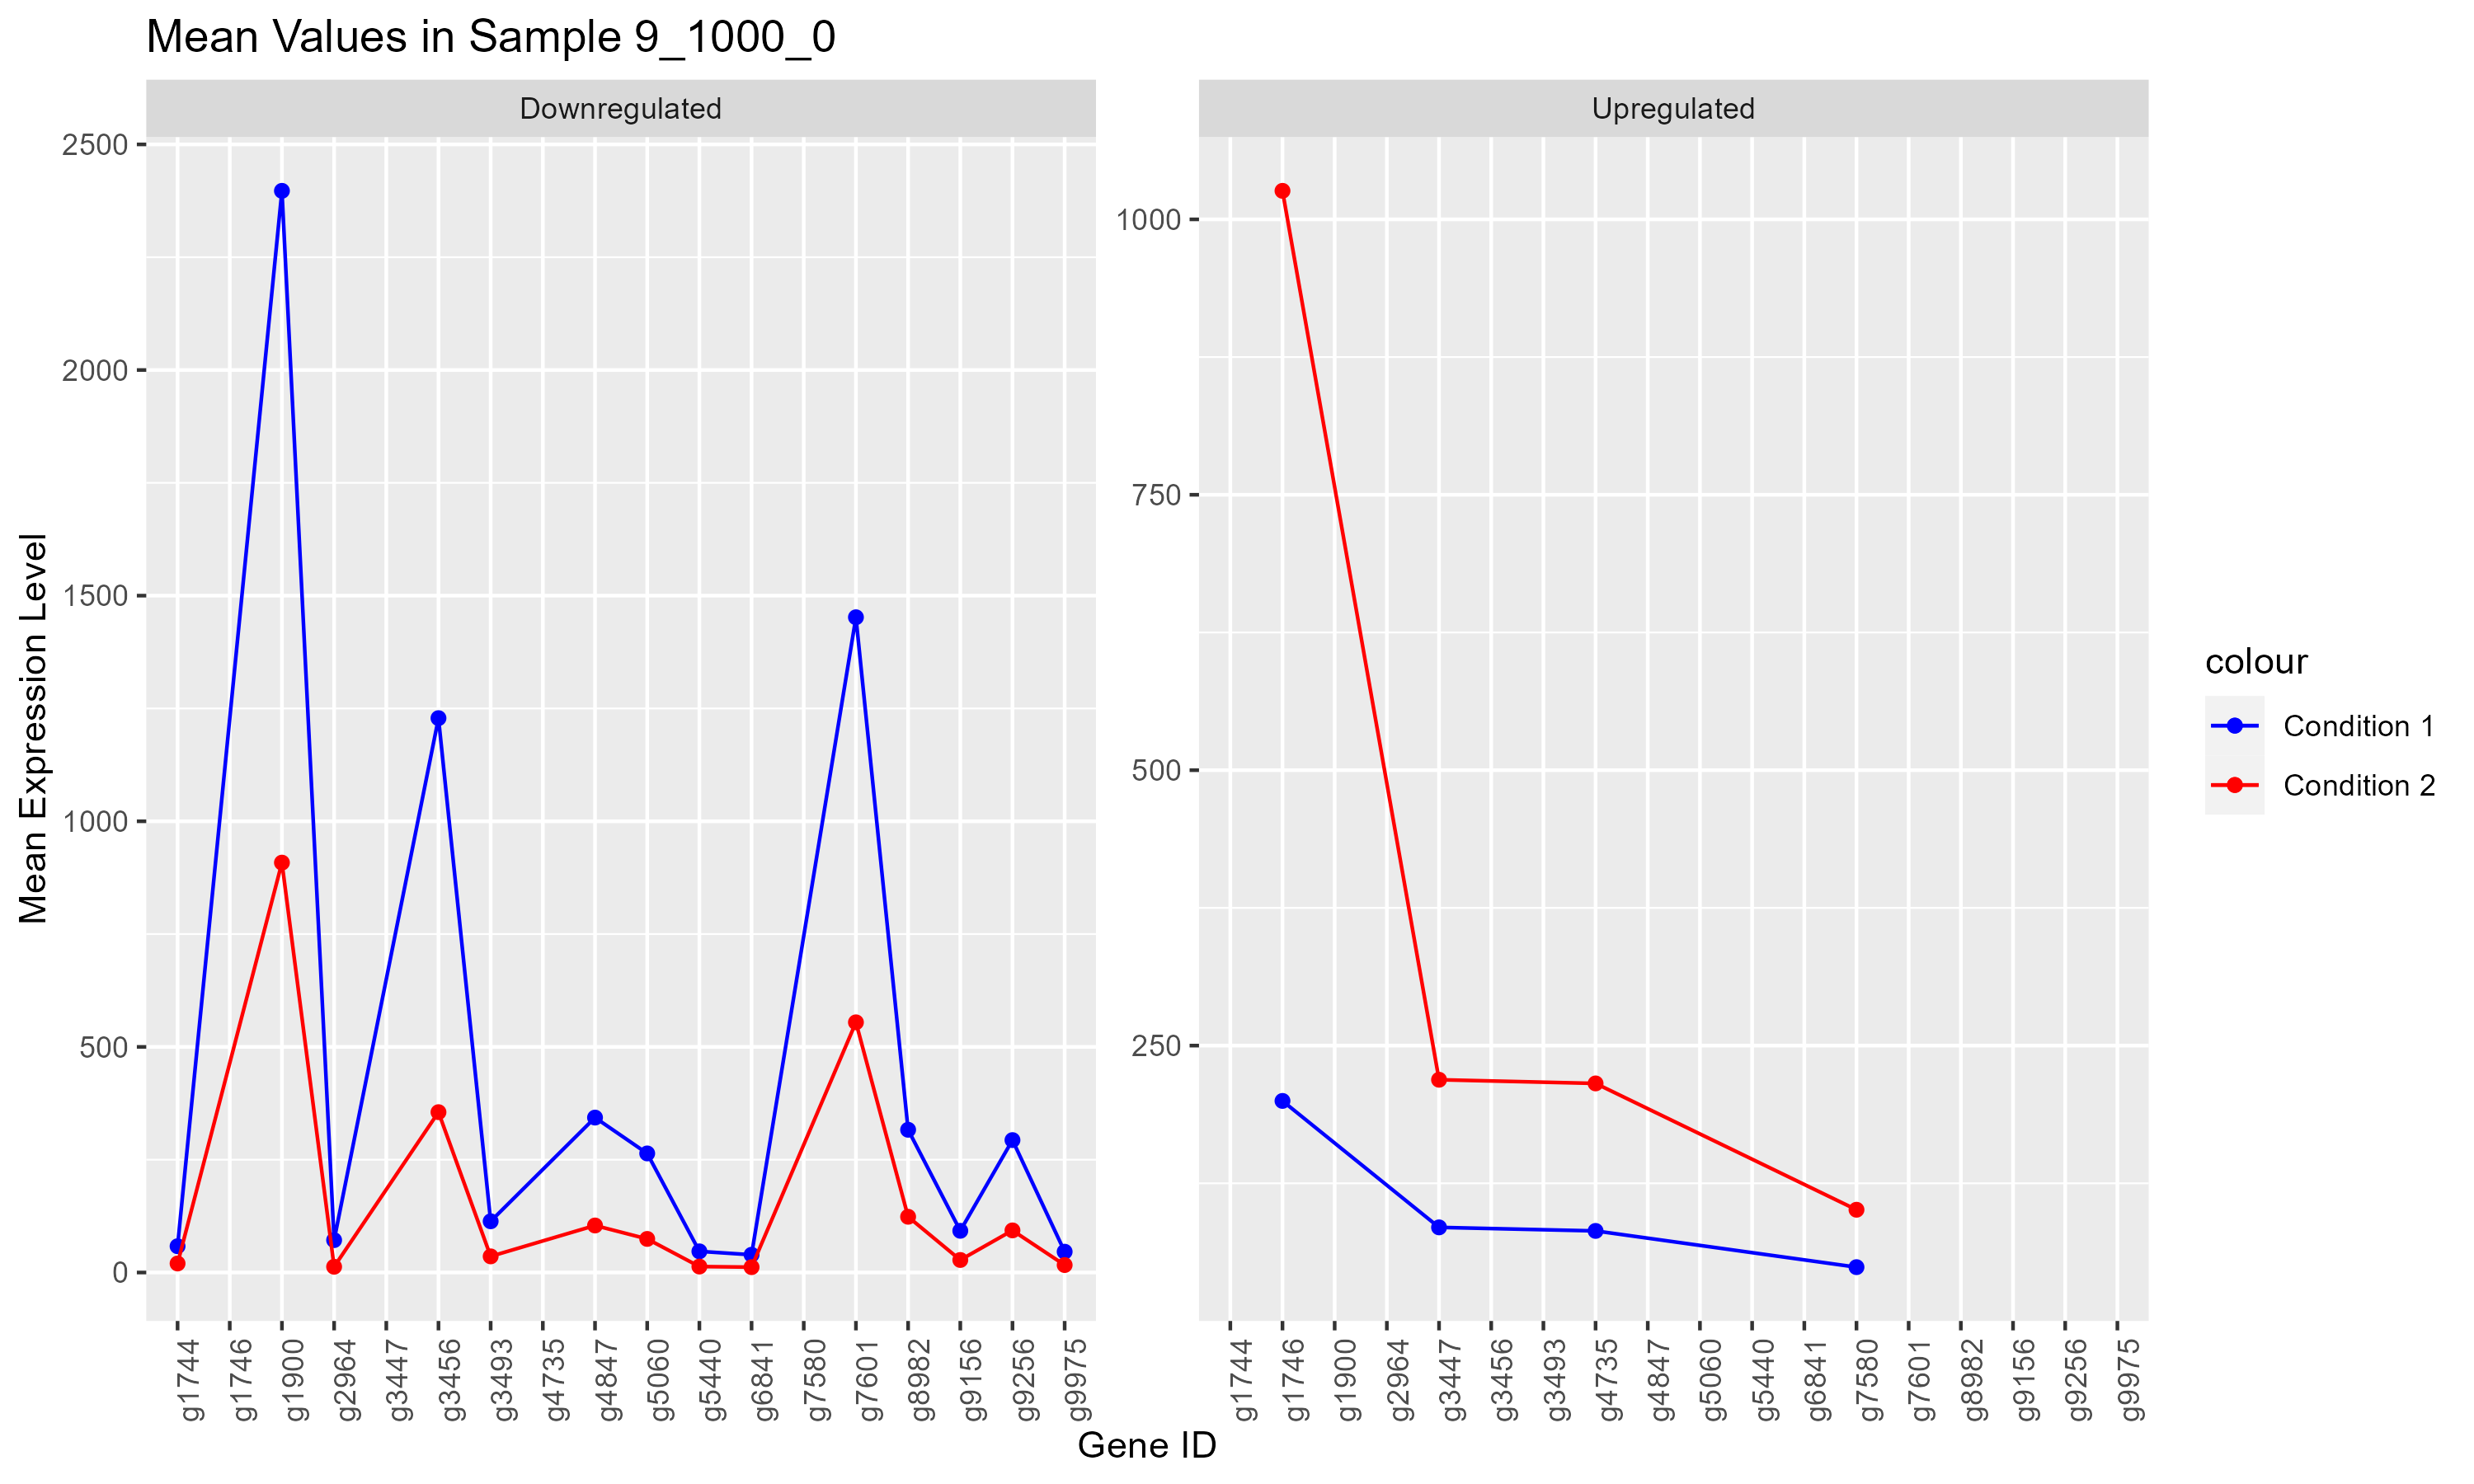 Mean Values in Sample 9_1000_0
Downregulated
Upregulated
Mean Expression Level
2500
2000
1500
1000
500
0
1000
750
500
250
g1744
g1746
g1900
g2964
g3447
g3456
g3493
g4735
g4847
g5060
g5440
g6841
g7580
g7601
g8982
g9156
g9256
g9975
g1744
g1746
g1900
g2964
g3447
g3456
g3493
g4735
g4847
g5060
g5440
g6841
g7580
g7601
g8982
g9156
g9256
g9975
Gene ID
colour
Condition 1
Condition 2